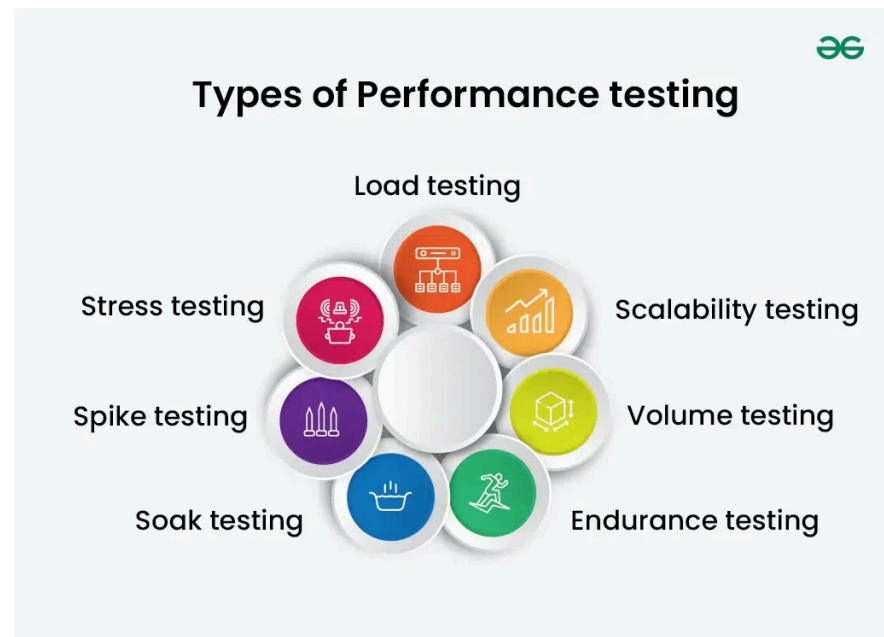 Types of Performance testing
Load testing
Stress testing
Scalability testing
Spike testing
Volume testing
Soak testing
Endurance testing